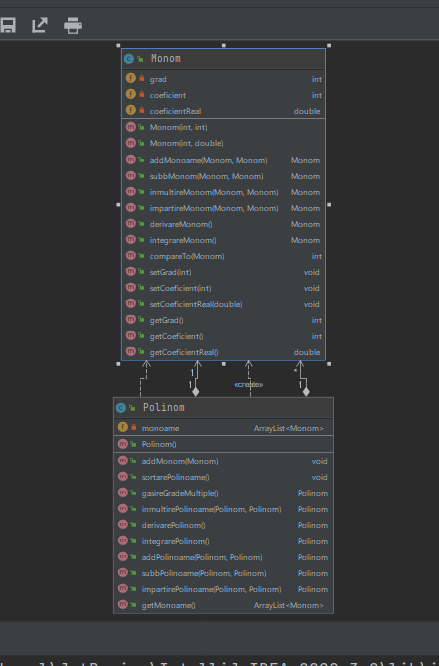 Monom
grad int
coeficient int
coeficientReal double
Monom(int, int)
Monom(int, double)
addMonoame(Monom, Monom) Monom
subbMonom(Monom, Monom) Monom
inmultireMonom(Monom, Monom) Monom
impartireMonom(Monom, Monom) Monom
derivareMonom() Monom
integrareMonom() Monom
compareTo(Monom) int
setGrad(int) void
setCoeficient(int) void
setCoeficientReal(double) void
getGrad() int
getCoeficient() int
getCoeficientReal() double
1 *
1 «create» 1
Polinom
monoame ArrayList<Monom>
Polinom()
addMonom(Monom) void
sortarePolinoame() void
gasireGradeMultiple() Polinom
inmultirePolinoame(Polinom, Polinom) Polinom
derivarePolinom() Polinom
integrarePolinom() Polinom
addPolinoame(Polinom, Polinom) Polinom
subbPolinoame(Polinom, Polinom) Polinom
impartirePolinoame(Polinom, Polinom) Polinom
getMonoame() ArrayList<Monom>